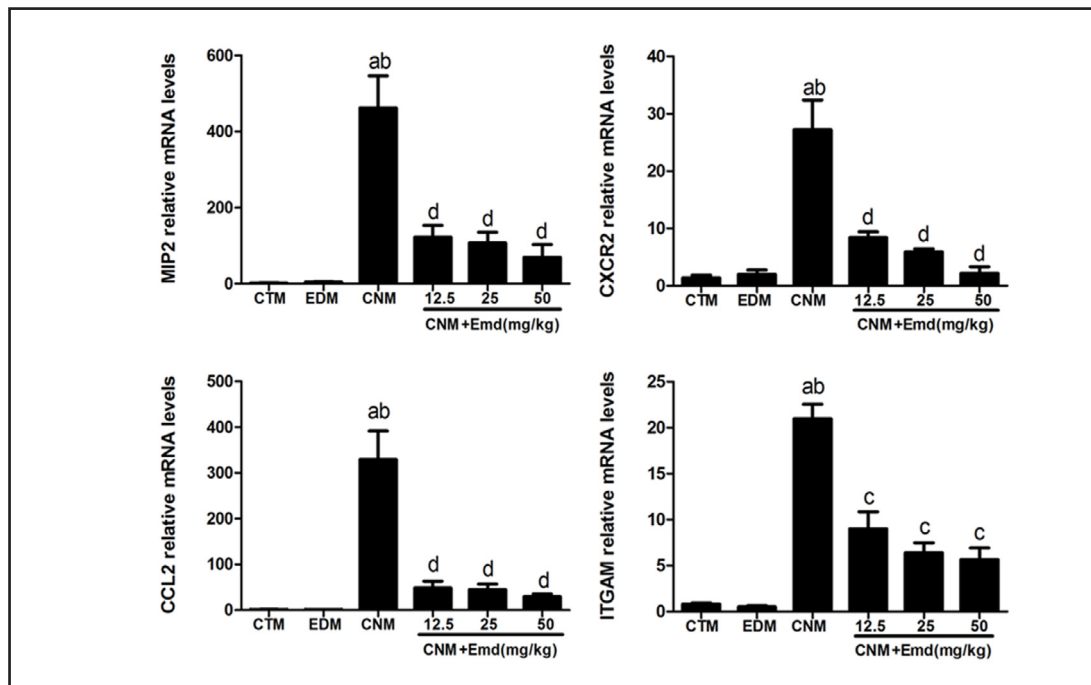 MIP2 relative mRNA levels
600
400
200
0
ab
d
d
d
CTM EDM CNM 12.5 25 50
CNM+Emd(mg/kg)
CXCR2 relative mRNA levels
40
30
20
10
0
ab
d
d
d
CTM EDM CNM 12.5 25 50
CNM+Emd(mg/kg)
CCL2 relative mRNA levels
500
400
300
200
100
0
ab
d
d
d
CTM EDM CNM 12.5 25 50
CNM+Emd(mg/kg)
ITGAM relative mRNA levels
25
20
15
10
5
0
ab
c
c
c
CTM EDM CNM 12.5 25 50
CNM+Emd(mg/kg)